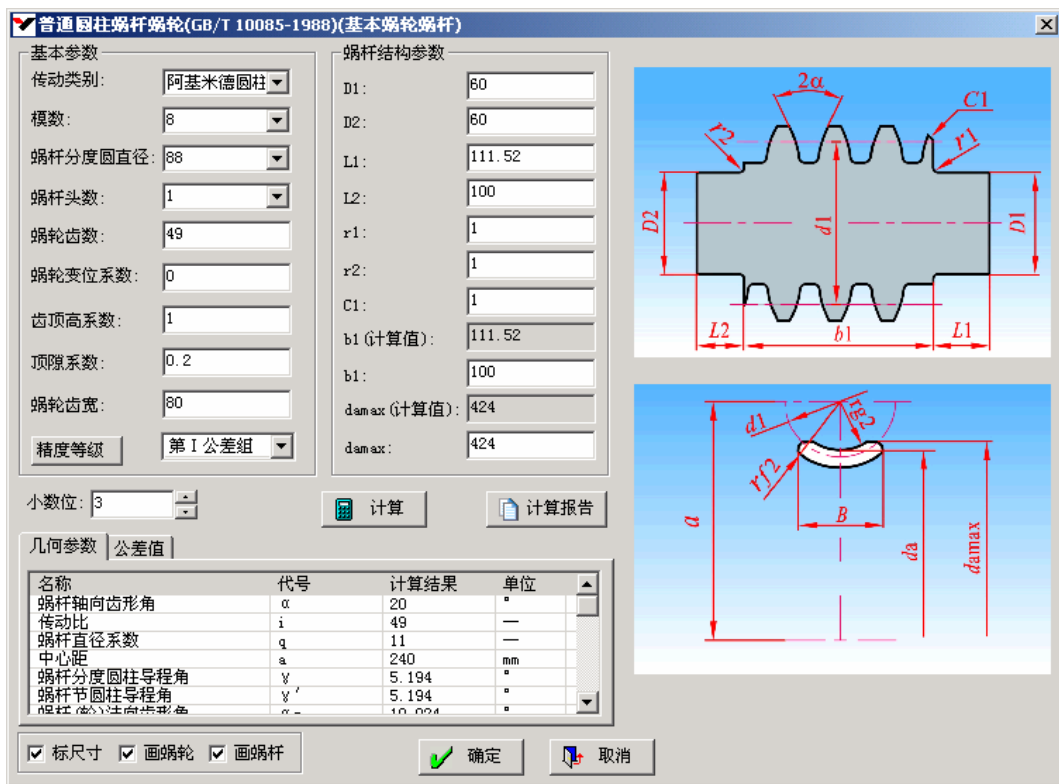 普通圆柱蜗杆蜗轮(GB/T 10085-1988)(基本蜗轮蜗杆)
基本参数
传动类别: 阿基米德圆柱
模数: 8
蜗杆分度圆直径: 88
蜗杆头数: 1
蜗轮齿数: 49
蜗轮变位系数: 0
齿顶高系数: 1
顶隙系数: 0.2
蜗轮齿宽: 80
精度等级 第Ⅰ公差组
蜗杆结构参数
D1: 60
D2: 60
L1: 111.52
L2: 100
r1: 1
r2: 1
C1: 1
b1(计算值): 111.52
b1: 100
damax(计算值): 424
damax: 424
2α
C1
r2
r1
D2
d1
D1
L2
b1
L1
d1
rg2
rf2
a
B
da
damax
小数位: 3
计算
计算报告
几何参数 公差值
名称 代号 计算结果 单位
蜗杆轴向齿形角 α 20 °
传动比 i 49 —
蜗杆直径系数 q 11 —
中心距 a 240 mm
蜗杆分度圆柱导程角 γ 5.194 °
蜗杆节圆柱导程角 γ′ 5.194 °
标尺寸 画蜗轮 画蜗杆
确定
取消